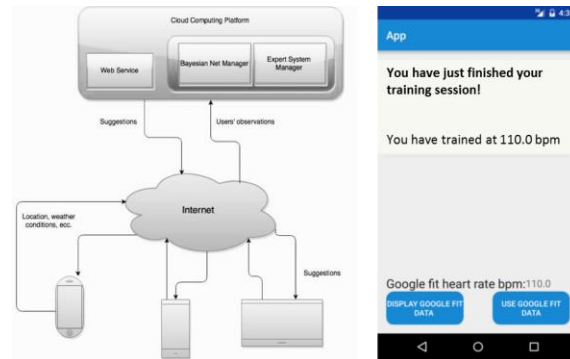 Cloud Computing Platform
Web Service
Bayesian Net Manager
Expert System
Manager
Suggestions
Users' observations
Internet
Location, weather
conditions, ecc.
Suggestions
4:3
App
You have just finished your
training session!
You have trained at 110.0 bpm
Google fit heart rate bpm:110.0
DISPLAY GOOGLE FIT
DATA
USE GOOGLE FIT
DATA